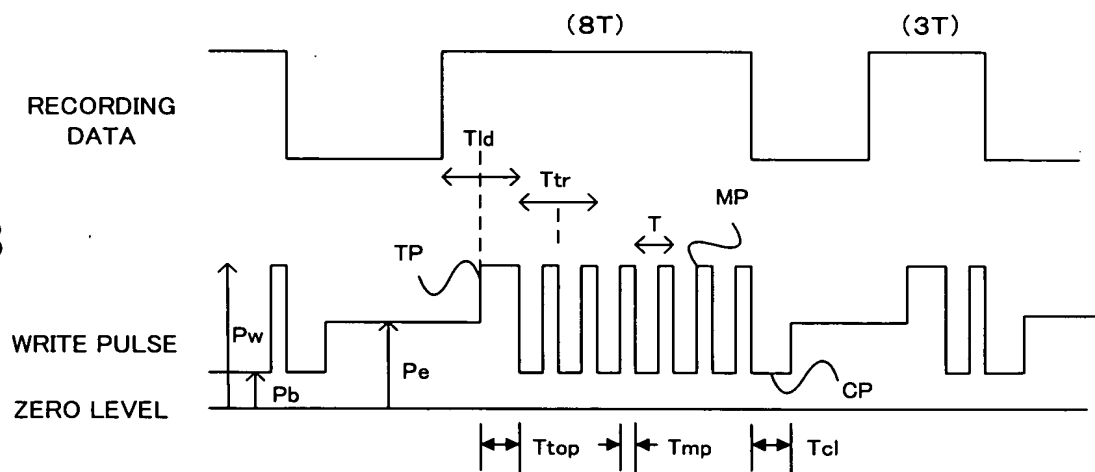 (8T)
(3T)
RECORDING
DATA
Tld
Ttr
MP
T
TP
Pw
WRITE PULSE
Pe
Pb
CP
ZERO LEVEL
Ttop
Tmp
Tcl